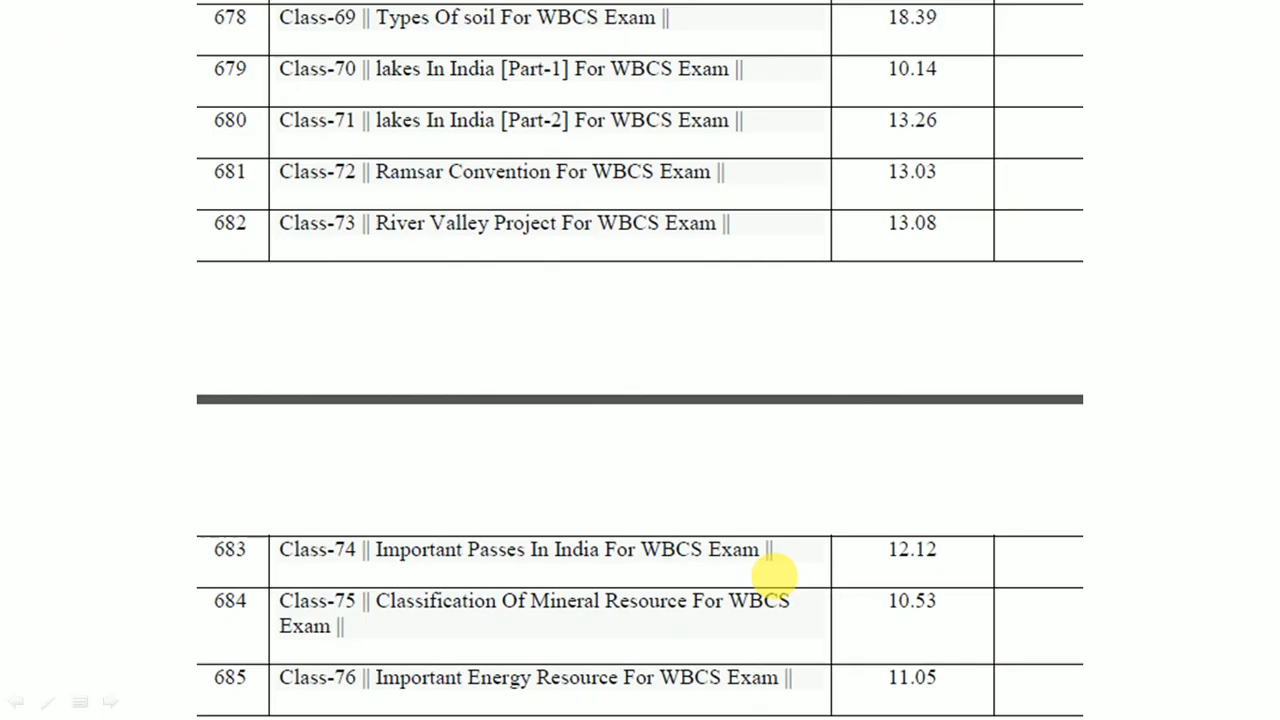 678 Class-69 || Types Of soil For WBCS Exam || 18.39
679 Class-70 || lakes In India [Part-1] For WBCS Exam || 10.14
680 Class-71 || lakes In India [Part-2] For WBCS Exam || 13.26
681 Class-72 || Ramsar Convention For WBCS Exam || 13.03
682 Class-73 || River Valley Project For WBCS Exam || 13.08
683 Class-74 || Important Passes In India For WBCS Exam || 12.12
684 Class-75 || Classification Of Mineral Resource For WBCS 10.53
Exam ||
685 Class-76 || Important Energy Resource For WBCS Exam || 11.05